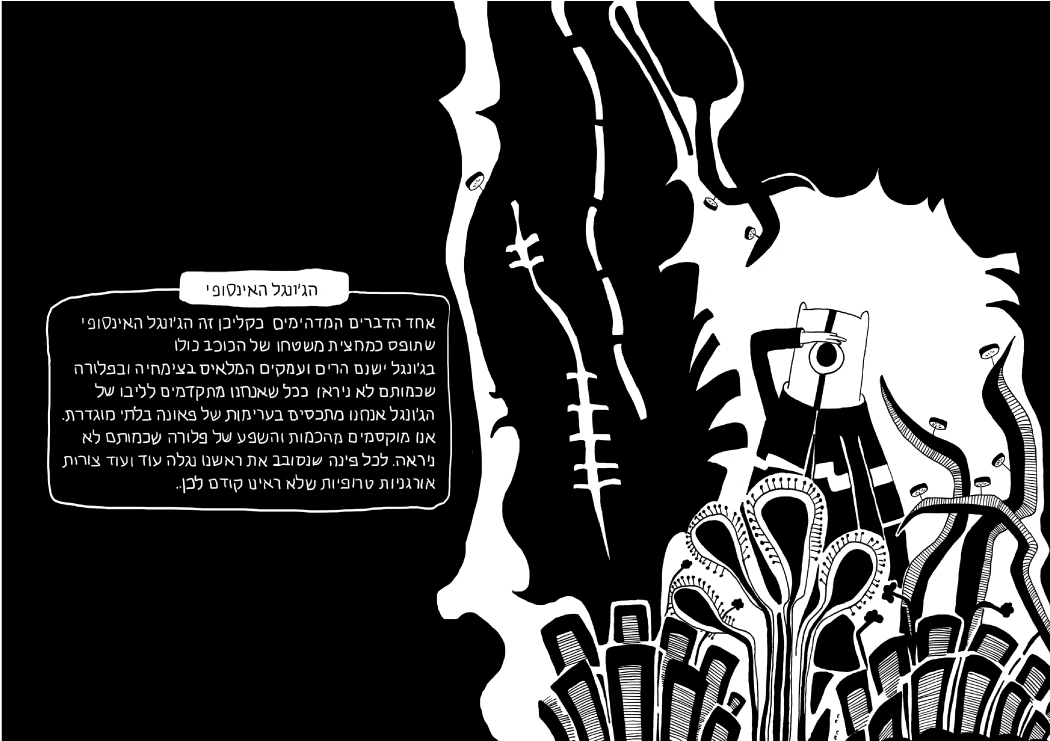 הג'ונגל האינסופי
אחד הדברים המדהימים בקליבן זה הג'ונגל האינסופי
שתופס כמחצית משטחו של הכוכב כולו
בג'ונגל ישנם הרים ועמקים המלאים בצימחיה ובפלורה
שכמותם לא ניראו ככל שאנחנו מתקדמים לליבו של
הג'ונגל אנחנו מתכסים בערימות של פאונה בלתי מוגדרת.
אנו מוקסמים מהכמות והשפע של פלורה שכמותם לא
ניראה. לכל פינה שנסובב את ראשנו נגלה עוד ועוד צורות
אורגניות טרופיות שלא ראינו קודם לכן..